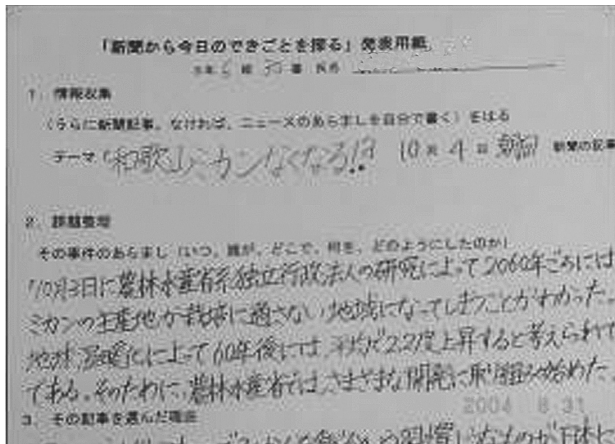 「新聞から今日のできごとを探る」発表用紙
3年 組 番 氏名
1. 情報収集
(うらに新聞記事、なければ、ニュースのあらましを自分で書く)をはる
テーマ「和歌山ミカンなくなる!?」 10月4日 朝刊 新聞の記事
2. 課題整理
その事件のあらまし(いつ、誰が、どこで、何を、どのようにしたのか)
10月3日に農林水産省系独立行政法人の研究によって2060年ごろには
ミカンの生産地が栽培に適さない地域になってしまうことがわかった。
地球温暖化によって60年後には、平均で2.2度上昇すると考えられて
である。そのために、農林水産省では、さまざまな開発に取り組み始めた。
2004 8 31
3. その記事を選んだ理由